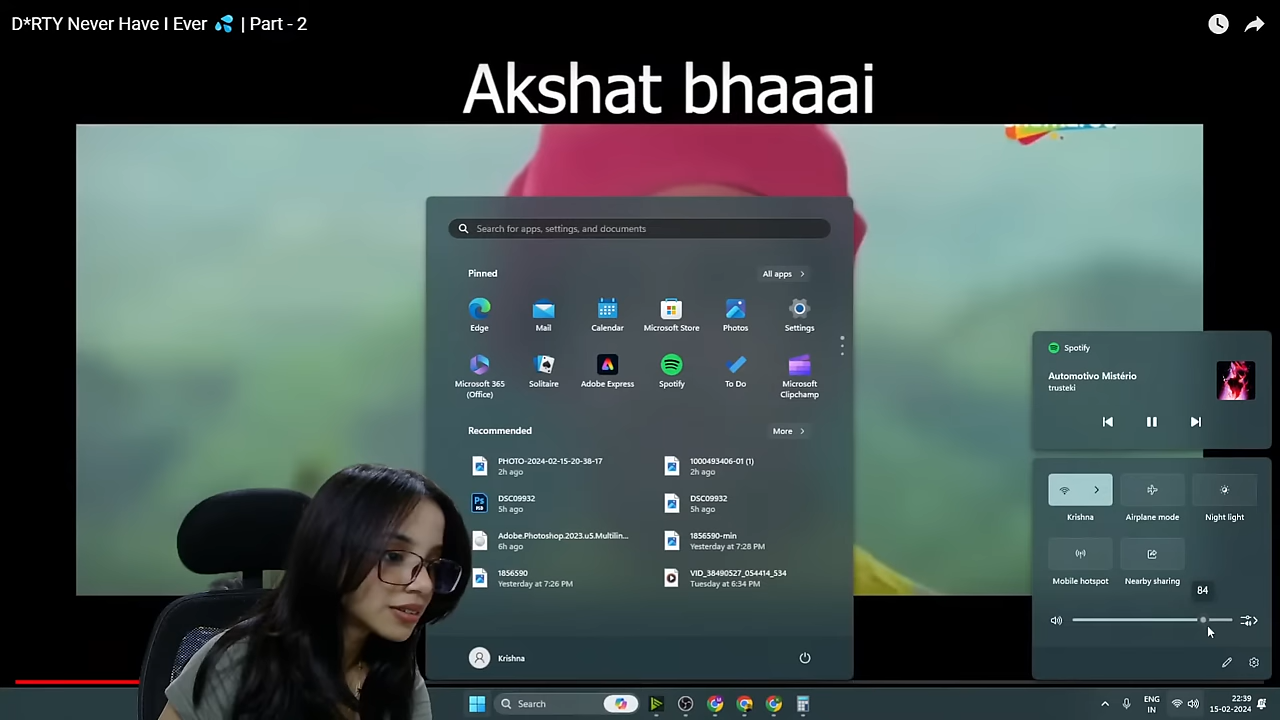 D*RTY Never Have I Ever 💦 | Part - 2
Akshat bhaaai
Search for apps, settings, and documents
Pinned
All apps
Edge
Mail
Calendar
Microsoft Store
Photos
Settings
Microsoft 365 (Office)
Solitaire
Adobe Express
Spotify
To Do
Microsoft Clipchamp
Recommended
More
PHOTO-2024-02-15-20-38-17
2h ago
1000493406-01 (1)
2h ago
DSC09932
5h ago
DSC09932
5h ago
Adobe.Photoshop.2023.u5.Multilin...
6h ago
1856590-min
Yesterday at 7:28 PM
1856590
Yesterday at 7:26 PM
VID_38490527_054414_534
Tuesday at 6:34 PM
Krishna
Spotify
Automotivo Mistério
trusteki
Krishna
Airplane mode
Night light
Mobile hotspot
Nearby sharing
84
Search
ENG
IN
22:39
15-02-2024